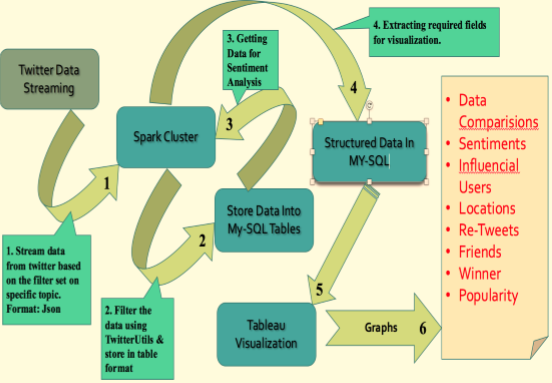 4. Extracting required fields
for visualization.
3. Getting
Data for
Sentiment
Analysis
Twitter Data
Streaming
4
Spark Cluster
3
Structured Data In
MY-SQL
1
Store Data Into
My-SQL Tables
2
1. Stream data
from twitter based
on the filter set on
specific topic.
Format: Json
2. Filter the
data using
TwitterUtils &
store in table
format
5
Tableau
Visualization
Graphs 6
• Data
Comparisions
• Sentiments
• Influencial
Users
• Locations
• Re-Tweets
• Friends
• Winner
• Popularity